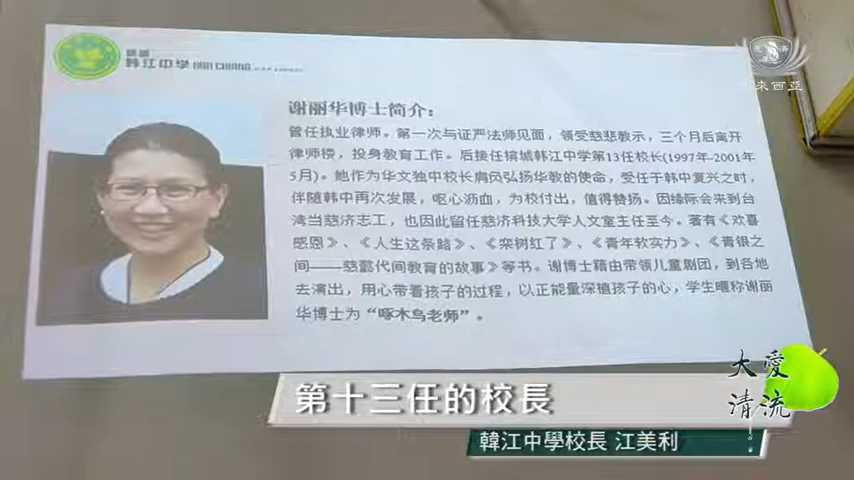 韩江中学 HAN CHIANG
来西亚
谢丽华博士简介：
曾任执业律师。第一次与证严法师见面，领受慈悲教示，三个月后离开
律师楼，投身教育工作。后接任槟城韩江中学第13任校长(1997年-2001年
5月)。她作为华文独中校长肩负弘扬华教的使命，受任于韩中复兴之时，
伴随韩中再次发展，呕心沥血，为校付出，值得赞扬。因缘际会来到台
湾当慈济志工，也因此留任慈济科技大学人文室主任至今。著有《欢喜
感恩》、《人生这条路》、《栾树红了》、《青年软实力》、《青银之
间——慈懿代间教育的故事》等书。谢博士藉由带领儿童剧团，到各地
去演出，用心带着孩子的过程，以正能量深植孩子的心，学生暱称谢丽
华博士为“啄木鸟老师”。
大愛
清流
第十三任的校長
韓江中學校長 江美利